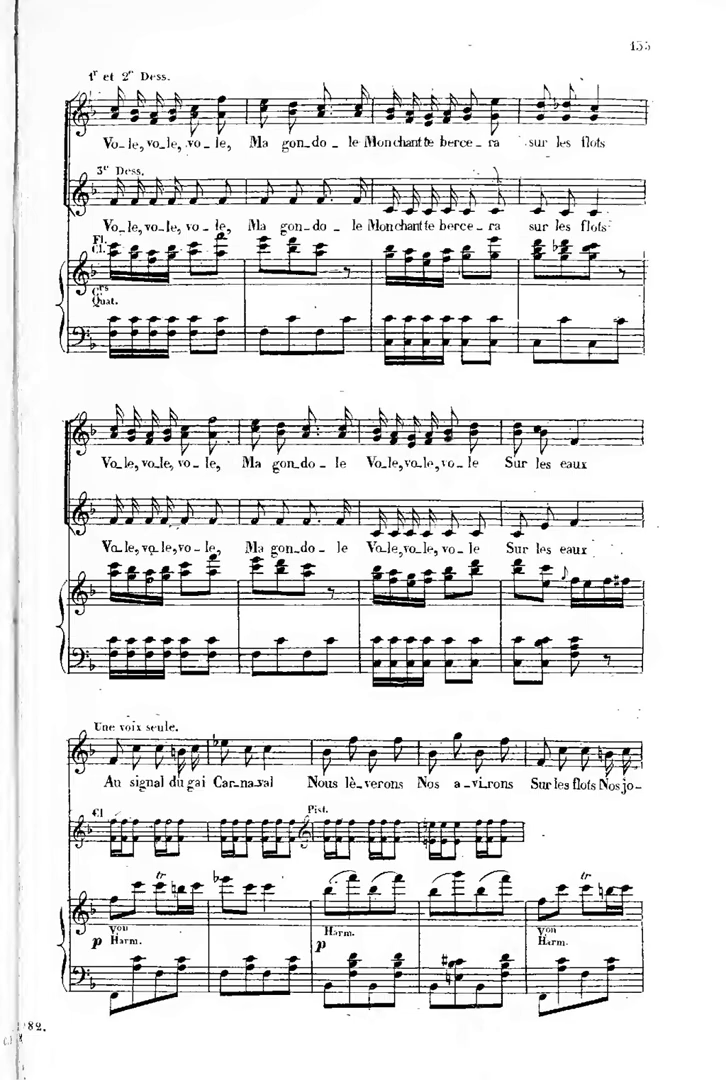 155
1r et 2e Dess.
Vo_le, vo_le, vo_le, Ma gon_do_le Mon chant te berce_ra sur les flots
3e Dess.
Vo_le, vo_le, vo_le, Ma gon_do_le Mon chant te berce_ra sur les flots
Fl.
Cl.
Quat.
Vo_le, vo_le, vo_le, Ma gon_do_le Vo_le, vo_le, vo_le Sur les eaux
Vo_le, vo_le, vo_le, Ma gon_do_le Vo_le, vo_le, vo_le Sur les eaux
Une voix seule.
Au signal du gai Car_na_val Nous lè_verons Nos a_vi_rons Sur les flots Nos jo_
Cl Pist.
tr tr
von Harm. Harm. von Harm.
p p
82.